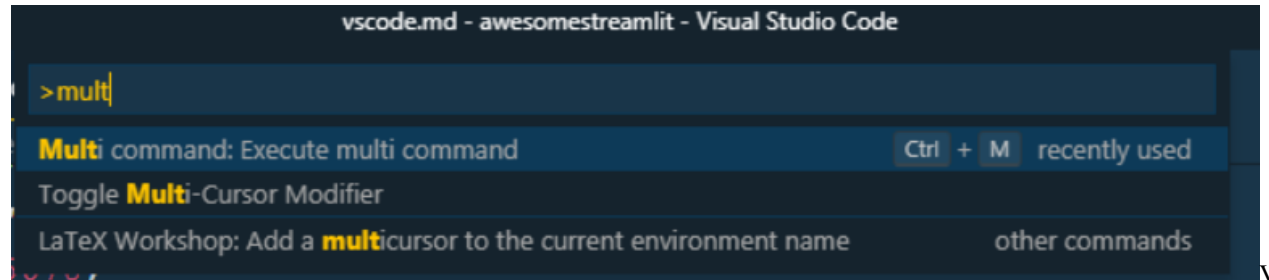 vscode.md - awesomestreamlit - Visual Studio Code
>mult
Multi command: Execute multi command Ctrl + M recently used
Toggle Multi-Cursor Modifier
LaTeX Workshop: Add a multicursor to the current environment name other commands